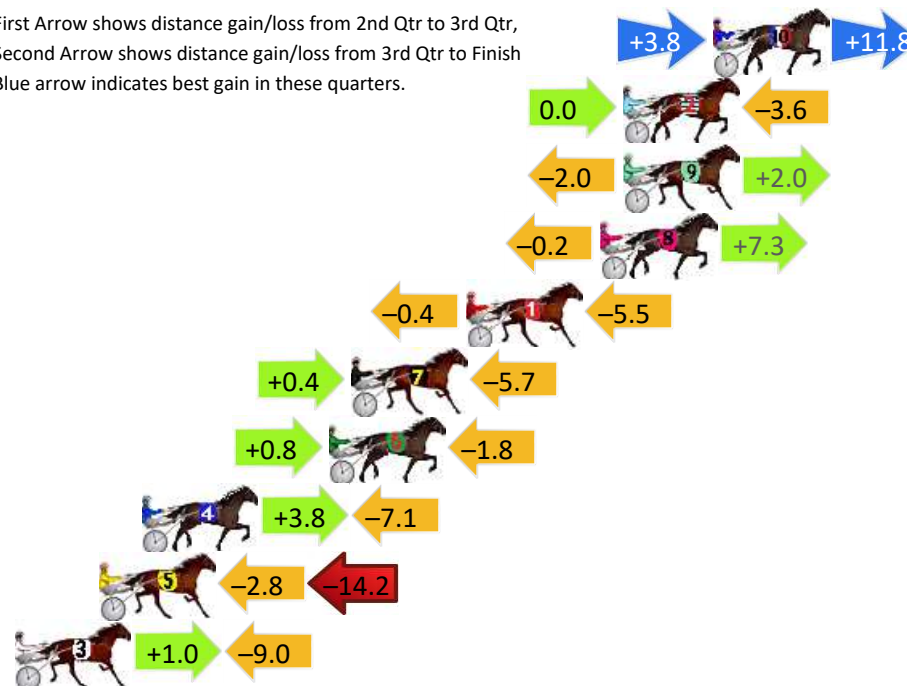 First Arrow shows distance gain/loss from 2nd Qtr to 3rd Qtr,
Second Arrow shows distance gain/loss from 3rd Qtr to Finish
Blue arrow indicates best gain in these quarters.
+3.8 10 +11.8
0.0 2 –3.6
–2.0 9 +2.0
–0.2 8 +7.3
–0.4 1 –5.5
+0.4 7 –5.7
+0.8 6 –1.8
4 +3.8 –7.1
5 –2.8 –14.2
3 +1.0 –9.0